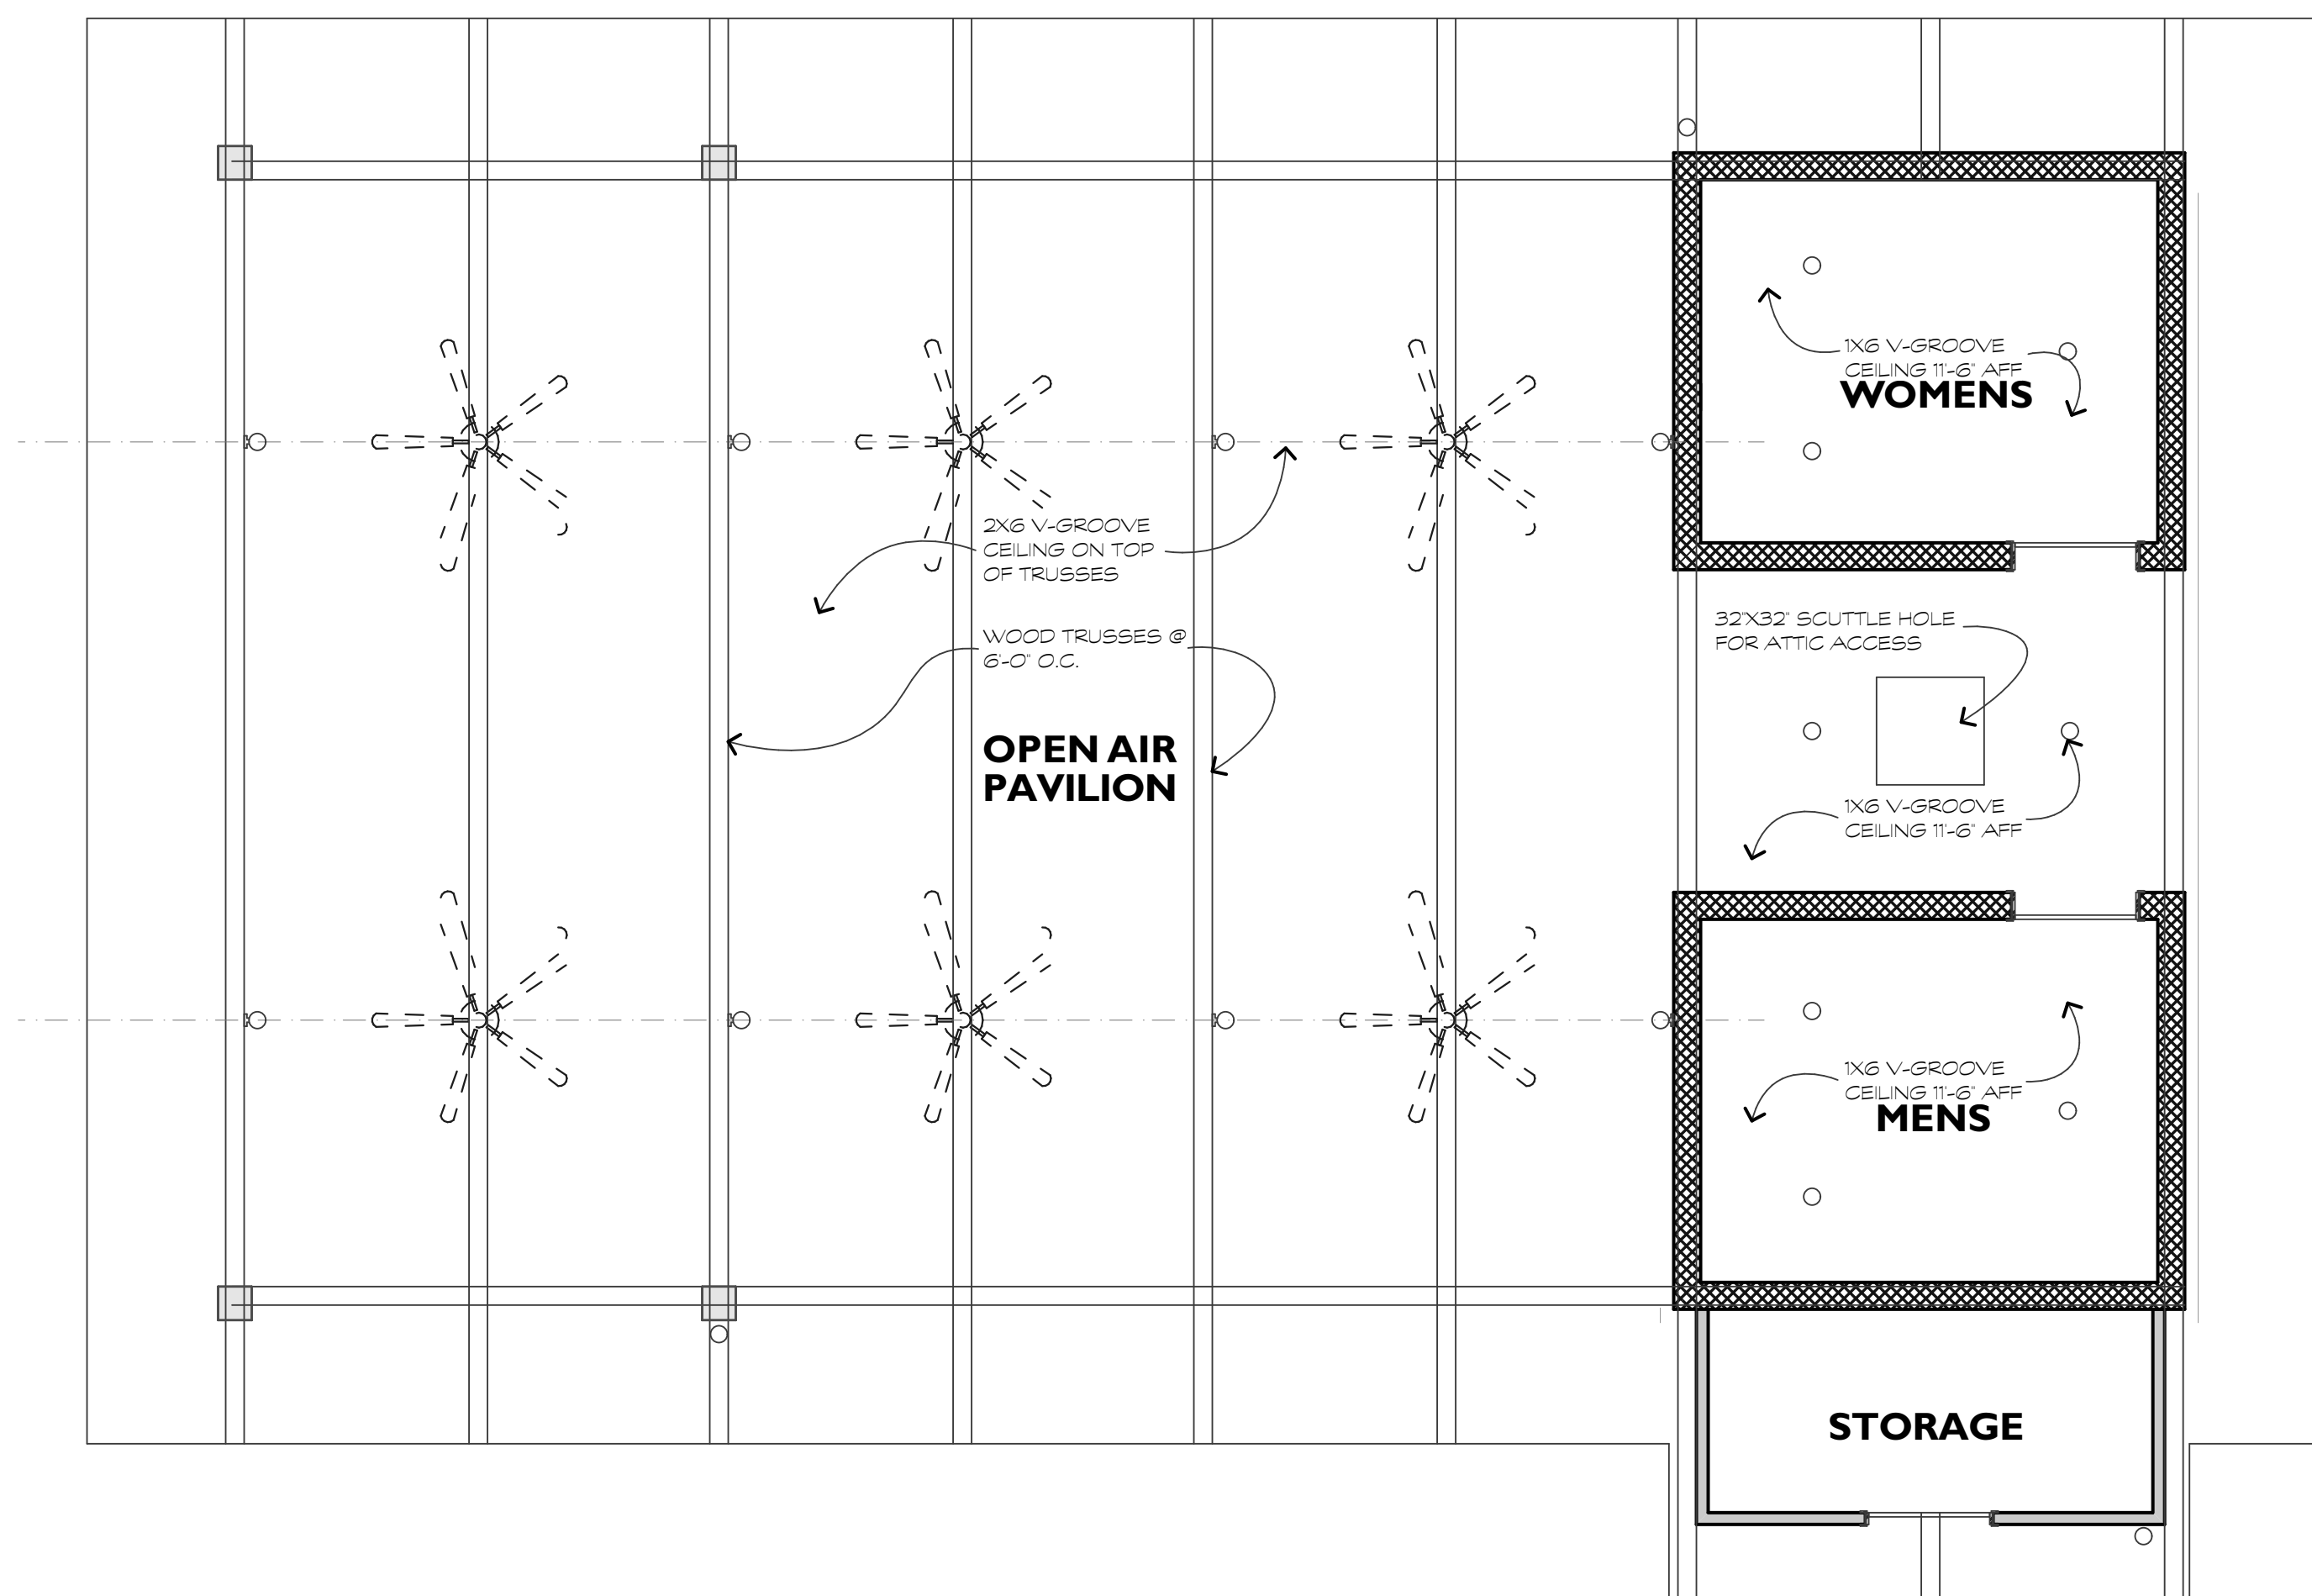 1X6 V-GROOVE
CEILING 11'-6" AFF
WOMENS
2X6 V-GROOVE
CEILING ON TOP
OF TRUSSES
WOOD TRUSSES @
6'-0" O.C.
OPEN AIR
PAVILION
32"X32" SCUTTLE HOLE
FOR ATTIC ACCESS
1X6 V-GROOVE
CEILING 11'-6" AFF
1X6 V-GROOVE
CEILING 11'-6" AFF
MENS
STORAGE